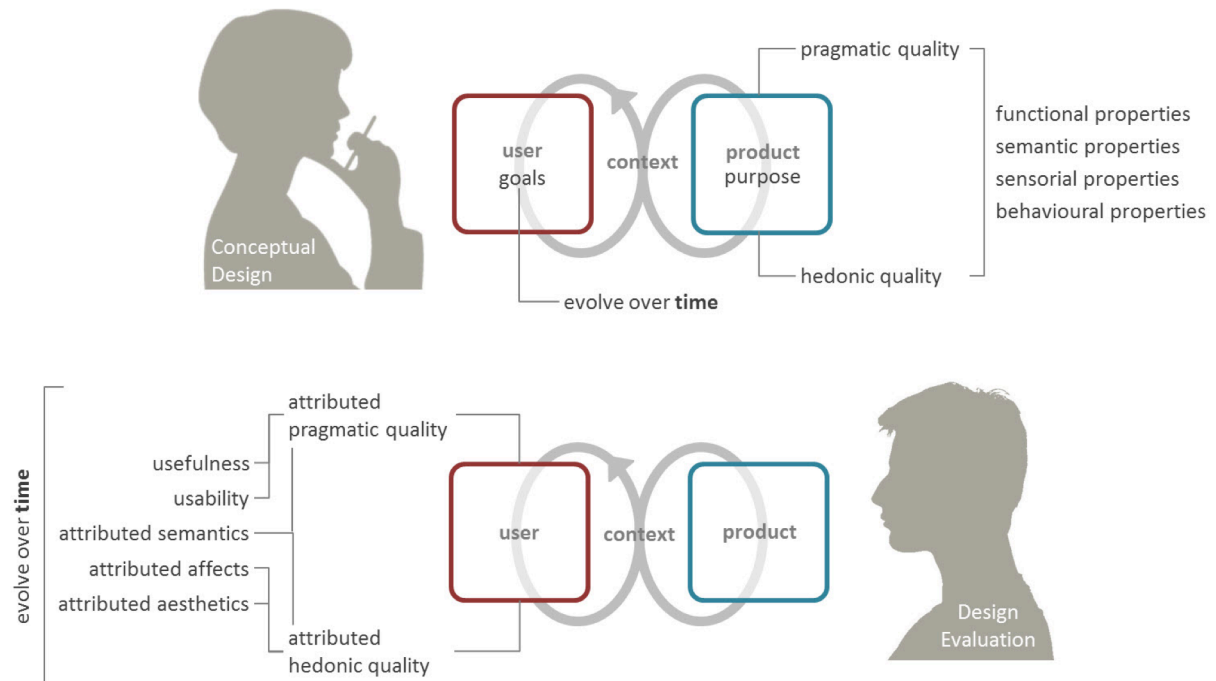 pragmatic quality
functional properties
semantic properties
sensorial properties
behavioural properties
user
goals
context
product
purpose
Conceptual
Design
hedonic quality
evolve over time
evolve over time
attributed
pragmatic quality
usefulness
usability
attributed semantics
attributed affects
attributed aesthetics
attributed
hedonic quality
user
context
product
Design
Evaluation